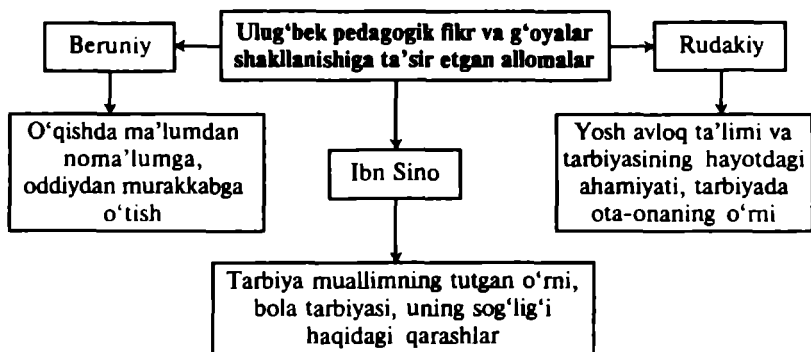 Ulug‘bek pedagogik fikr va g‘oyalar
shakllanishiga ta’sir etgan allomalar
Beruniy
Rudakiy
O‘qishda ma’lumdan
noma’lumga,
oddiydan murakkabga
o‘tish
Ibn Sino
Yosh avloq ta’limi va
tarbiyasining hayotdagi
ahamiyati, tarbiyada
ota-onaning o‘rni
Tarbiya muallimning tutgan o‘rni,
bola tarbiyasi, uning sog‘lig‘i
haqidagi qarashlar